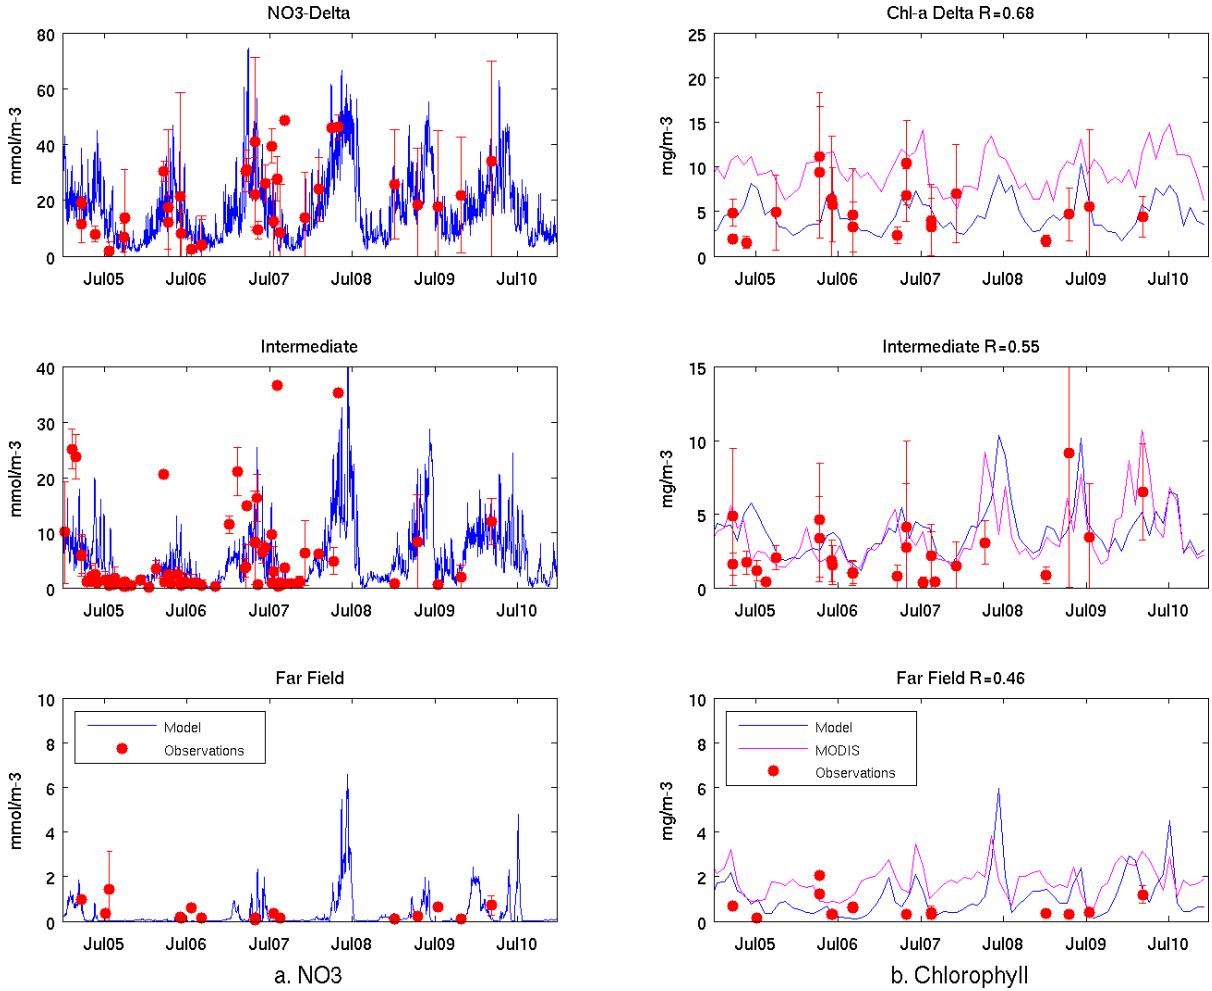 NO3-Delta
80
60
40
20
0
mmol/m-3
Jul05 Jul06 Jul07 Jul08 Jul09 Jul10
Intermediate
40
30
20
10
0
mmol/m-3
Jul05 Jul06 Jul07 Jul08 Jul09 Jul10
Far Field
10
8
6
4
2
0
mmol/m-3
Model
Observations
Jul05 Jul06 Jul07 Jul08 Jul09 Jul10
a. NO3
Chl-a Delta R=0.68
25
20
15
10
5
0
mg/m-3
Jul05 Jul06 Jul07 Jul08 Jul09 Jul10
Intermediate R=0.55
15
10
5
0
mg/m-3
Jul05 Jul06 Jul07 Jul08 Jul09 Jul10
Far Field R=0.46
10
8
6
4
2
0
mg/m-3
Model
MODIS
Observations
Jul05 Jul06 Jul07 Jul08 Jul09 Jul10
b. Chlorophyll